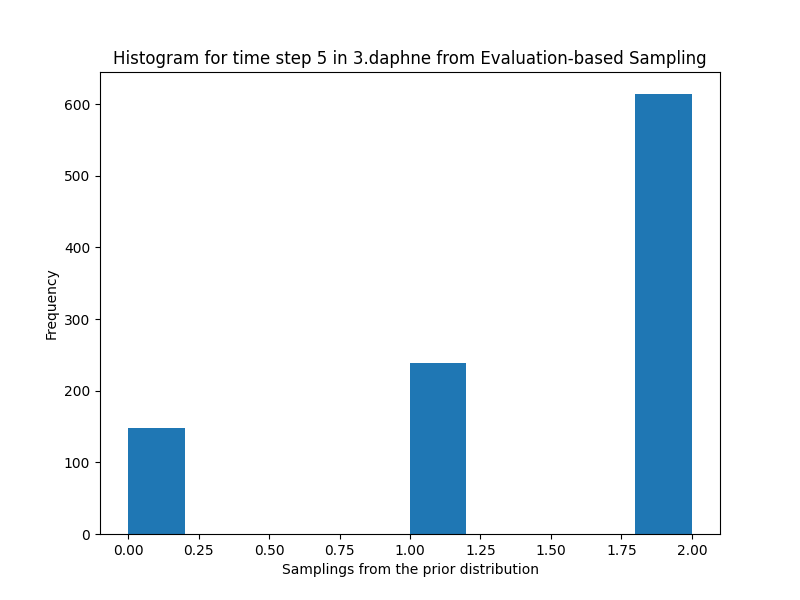 Histogram for time step 5 in 3.daphne from Evaluation-based Sampling
600
500
400
300
200
100
0
Frequency
0.00 0.25 0.50 0.75 1.00 1.25 1.50 1.75 2.00
Samplings from the prior distribution